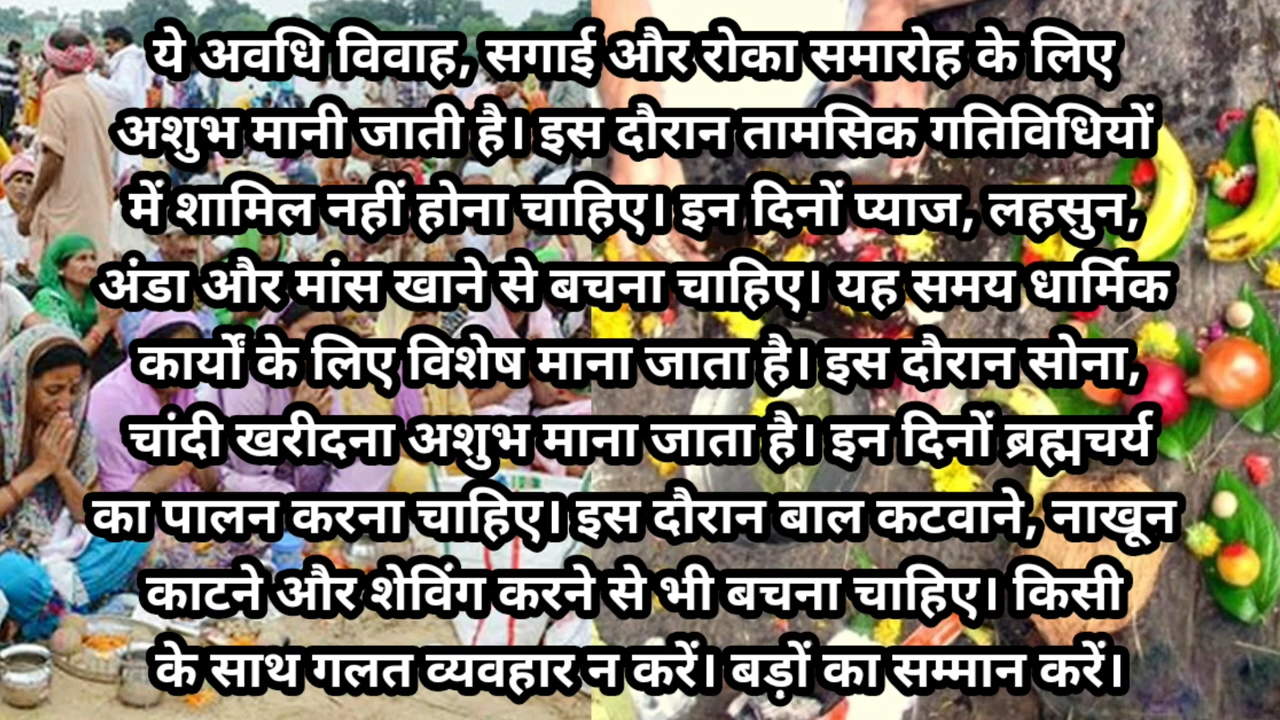 ये अवधि विवाह, सगाई और रोका समारोह के लिए
अशुभ मानी जाती है। इस दौरान तामसिक गतिविधियों
में शामिल नहीं होना चाहिए। इन दिनों प्याज, लहसुन,
अंडा और मांस खाने से बचना चाहिए। यह समय धार्मिक
कार्यों के लिए विशेष माना जाता है। इस दौरान सोना,
चांदी खरीदना अशुभ माना जाता है। इन दिनों ब्रह्मचर्य
का पालन करना चाहिए। इस दौरान बाल कटवाने, नाखून
काटने और शेविंग करने से भी बचना चाहिए। किसी
के साथ गलत व्यवहार न करें। बड़ों का सम्मान करें।